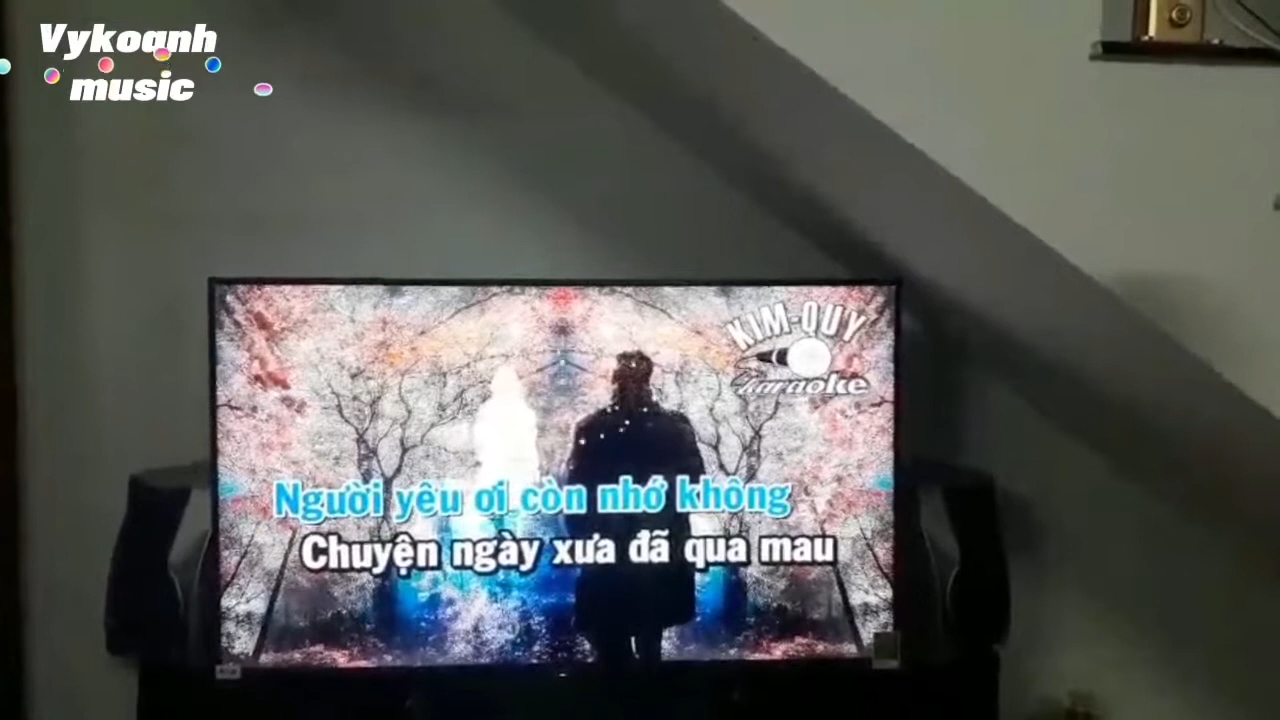 Vykoanh
music
KIM-QUY
karaoke
Người yêu ơi còn nhớ không
Chuyện ngày xưa đã qua mau